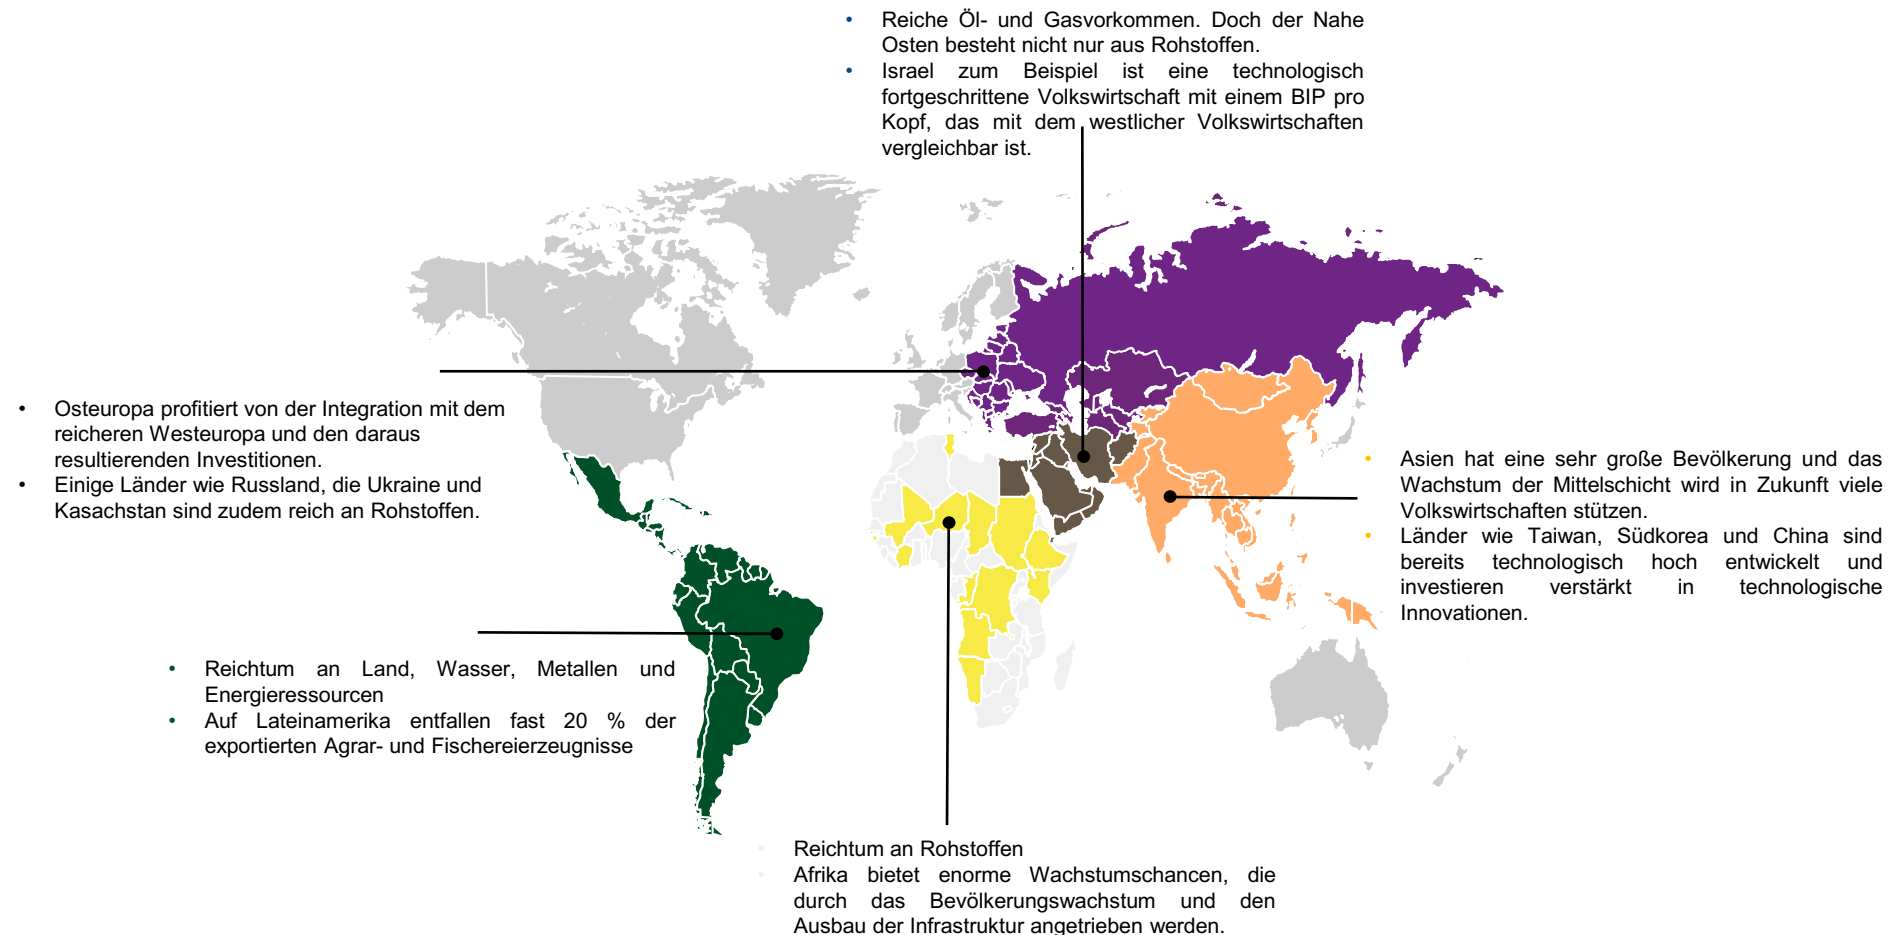 • Reiche Öl- und Gasvorkommen. Doch der Nahe
Osten besteht nicht nur aus Rohstoffen.
• Israel zum Beispiel ist eine technologisch
fortgeschrittene Volkswirtschaft mit einem BIP pro
Kopf, das mit dem westlicher Volkswirtschaften
vergleichbar ist.
• Osteuropa profitiert von der Integration mit dem
reicheren Westeuropa und den daraus
resultierenden Investitionen.
• Einige Länder wie Russland, die Ukraine und
Kasachstan sind zudem reich an Rohstoffen.
• Asien hat eine sehr große Bevölkerung und das
Wachstum der Mittelschicht wird in Zukunft viele
Volkswirtschaften stützen.
• Länder wie Taiwan, Südkorea und China sind
bereits technologisch hoch entwickelt und
investieren verstärkt in technologische
Innovationen.
• Reichtum an Land, Wasser, Metallen und
Energieressourcen
• Auf Lateinamerika entfallen fast 20 % der
exportierten Agrar- und Fischereierzeugnisse
• Reichtum an Rohstoffen
• Afrika bietet enorme Wachstumschancen, die
durch das Bevölkerungswachstum und den
Ausbau der Infrastruktur angetrieben werden.